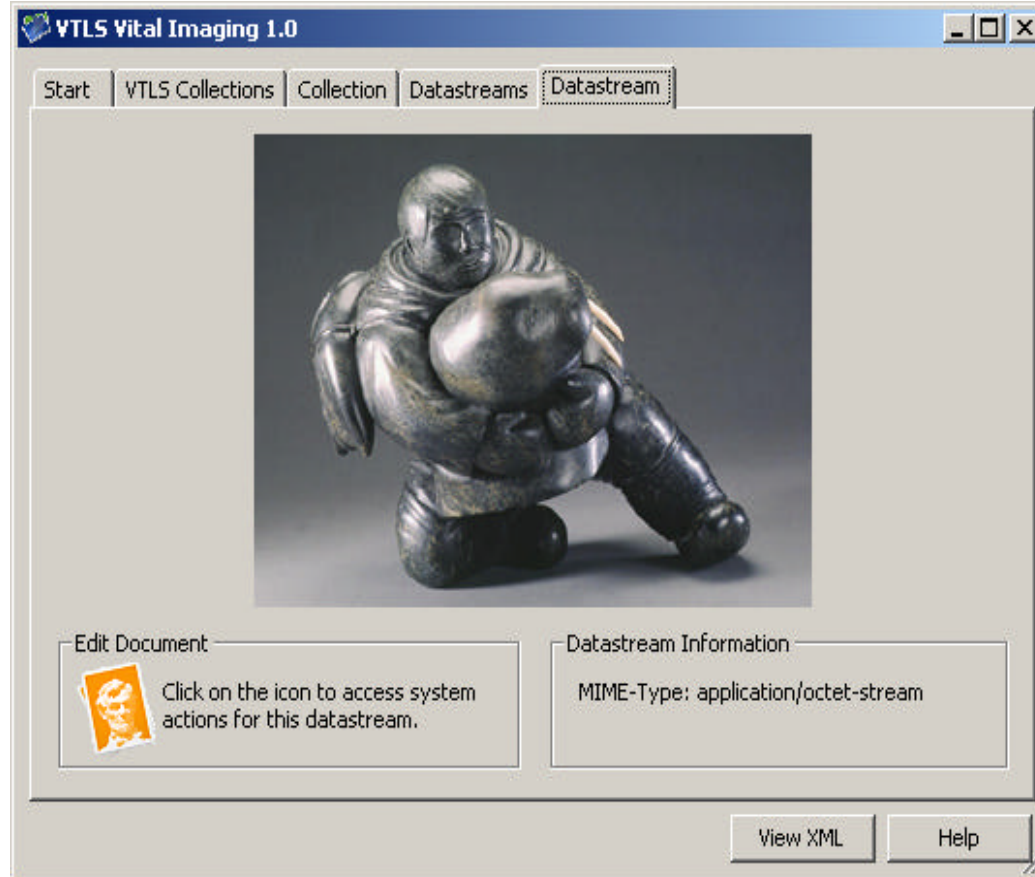 VTLS Vital Imaging 1.0
Start VTLS Collections Collection Datastreams Datastream
Edit Document
Click on the icon to access system
actions for this datastream.
Datastream Information
MIME-Type: application/octet-stream
View XML Help